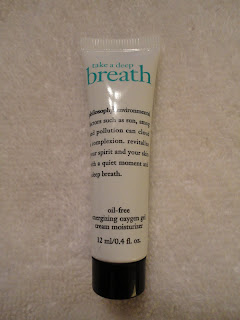 take a deep
breath
philosophy: environmental
factors such as sun, smog
and pollution can cloud
a complexion. revitalize
your spirit and your skin
with a quiet moment and
deep breath.
oil-free
energizing oxygen gel
cream moisturizer
12 ml/0.4 fl. oz.